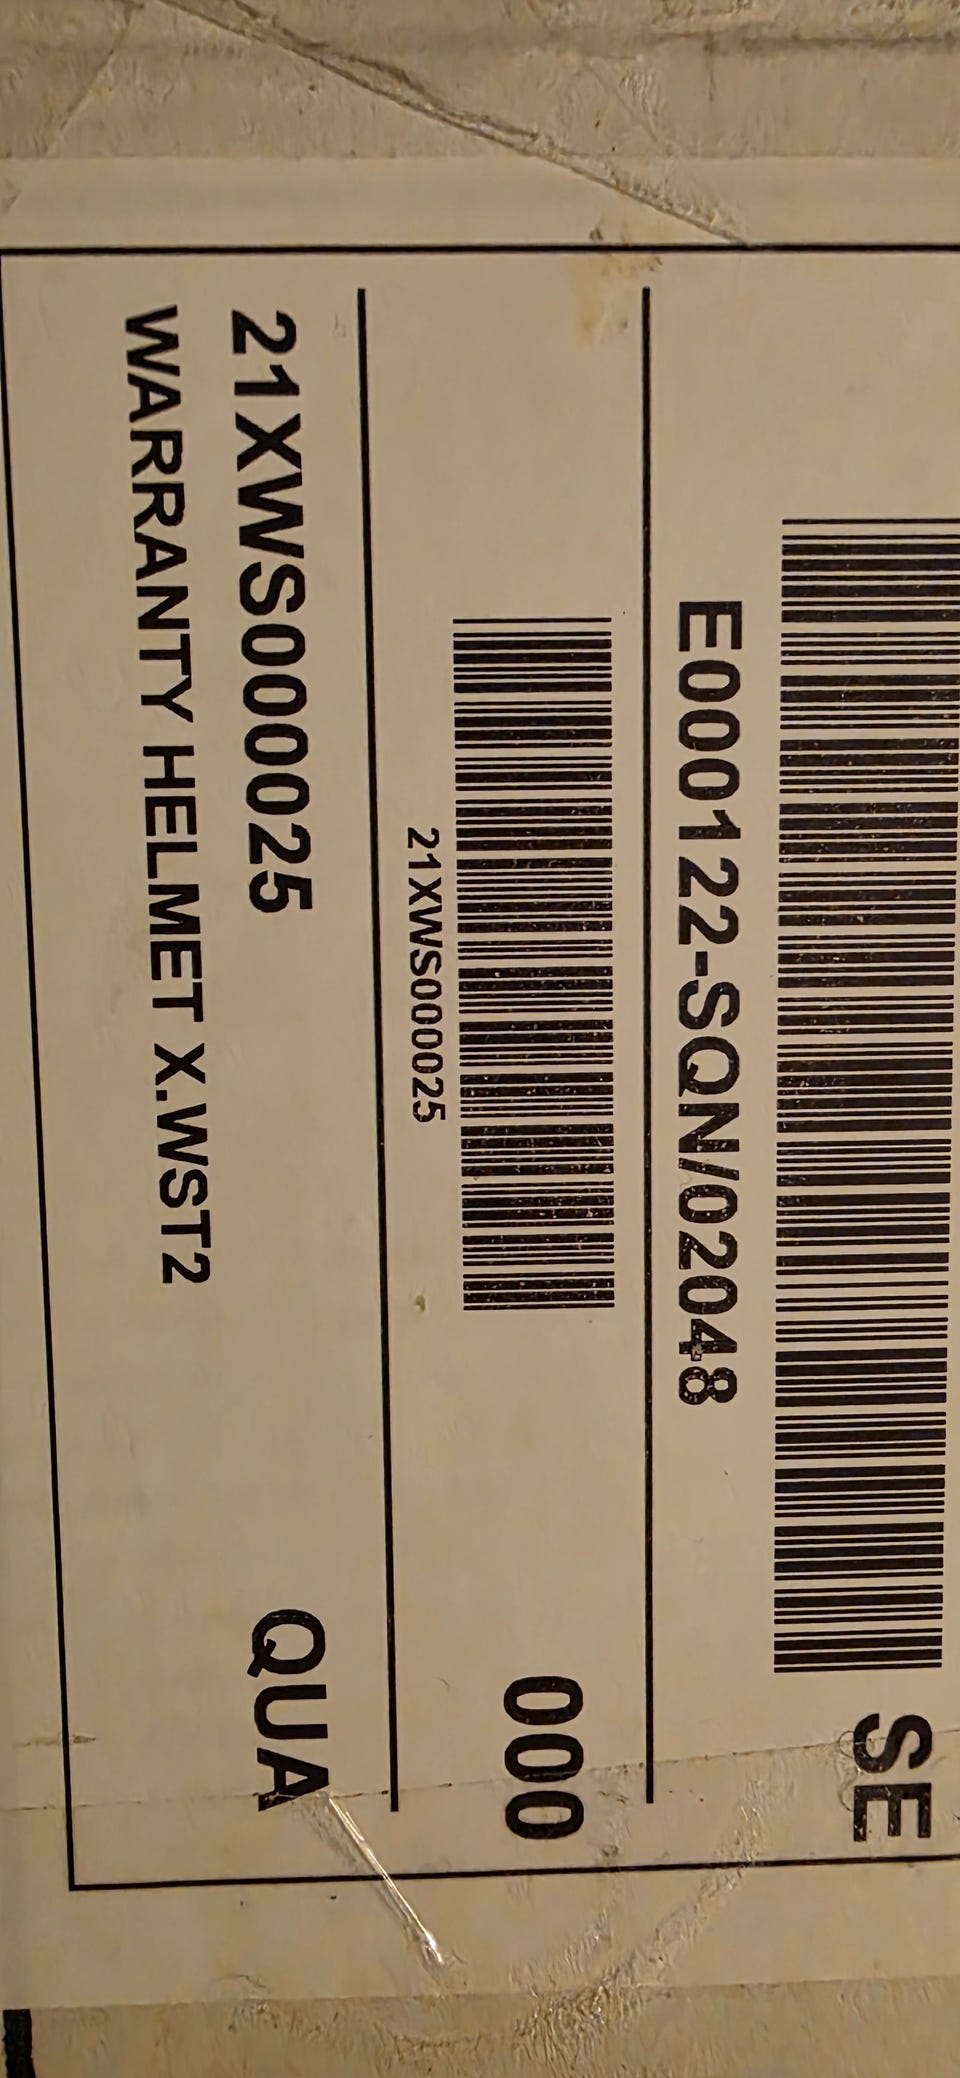 SE
E000122-SQN/02048
000
21XWS000025
21XWS000025
QUA
WARRANTY HELMET X.WST2